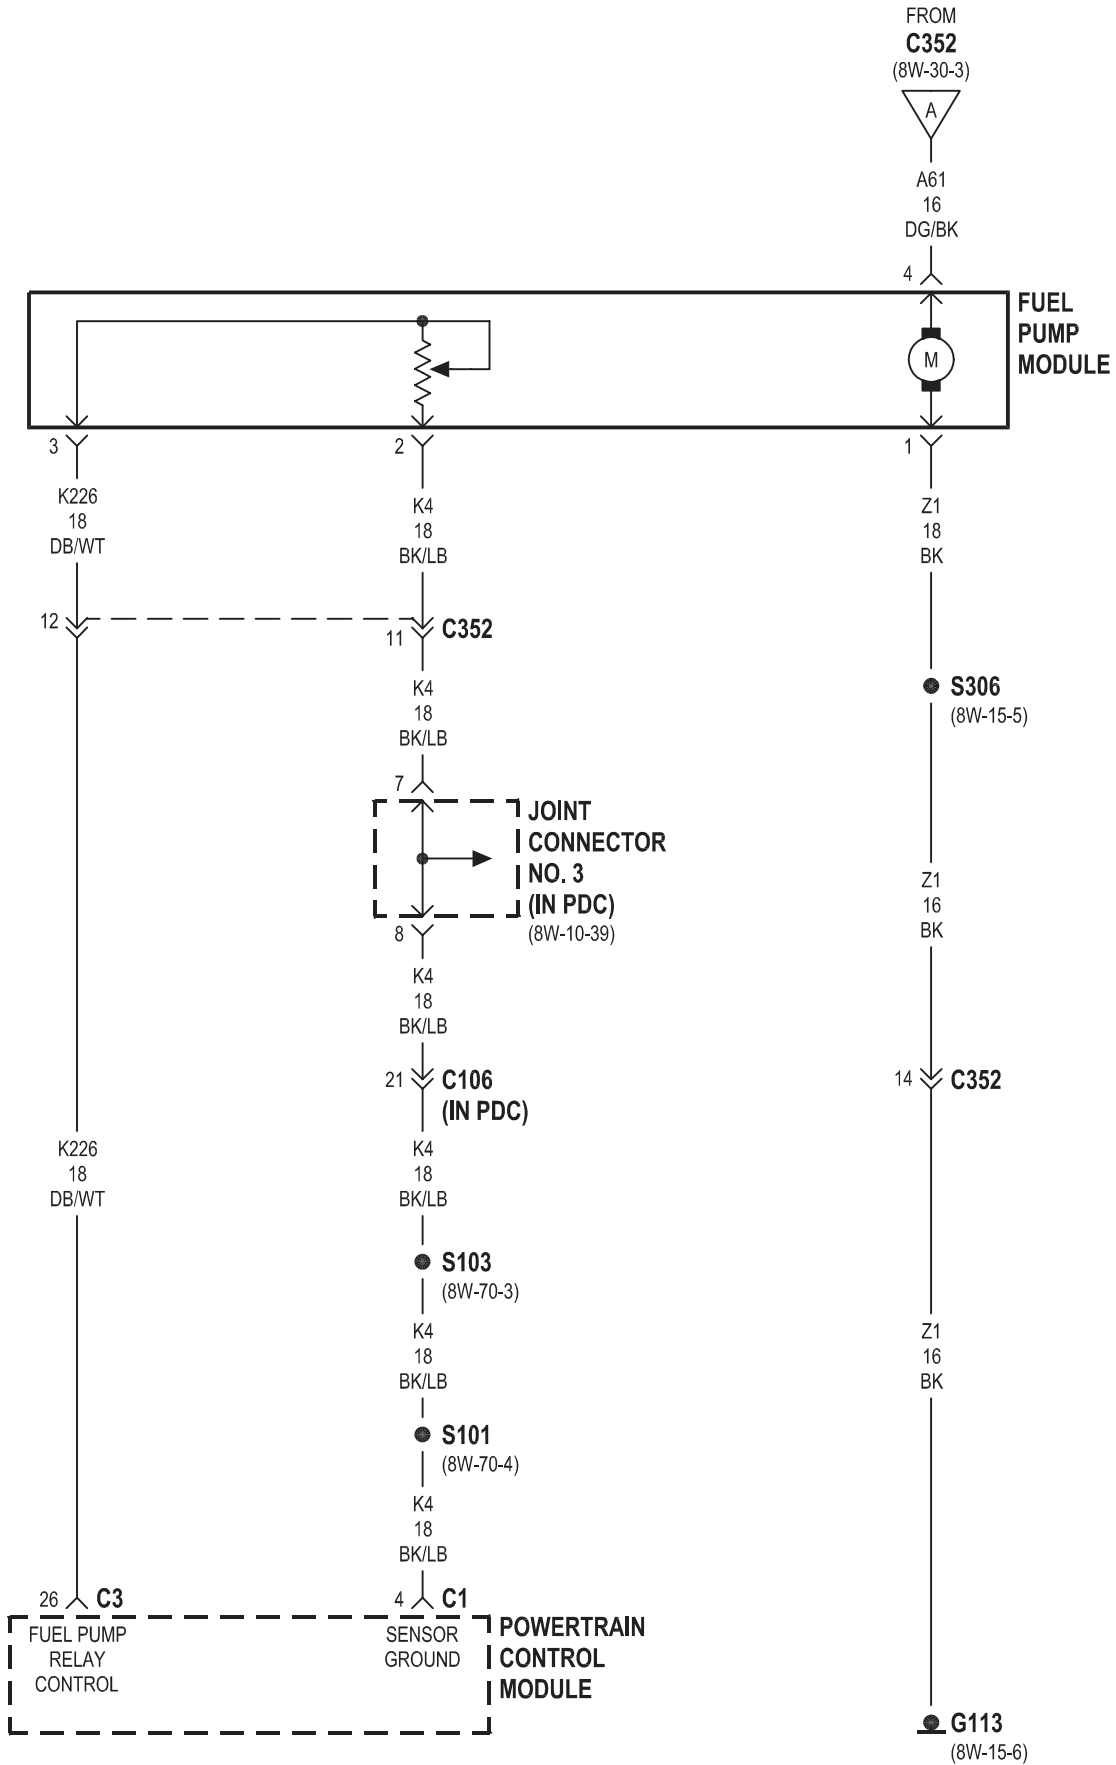 FROM
C352
(8W-30-3)
A
A61
16
DG/BK
4
FUEL
PUMP
MODULE
M
3
2
1
K226
18
DB/WT
K4
18
BK/LB
Z1
18
BK
12
11
C352
K4
18
BK/LB
S306
(8W-15-5)
7
JOINT
CONNECTOR
NO. 3
(IN PDC)
(8W-10-39)
8
Z1
16
BK
K4
18
BK/LB
21
C106
(IN PDC)
14
C352
K226
18
DB/WT
K4
18
BK/LB
S103
(8W-70-3)
K4
18
BK/LB
Z1
16
BK
S101
(8W-70-4)
K4
18
BK/LB
26
C3
4
C1
FUEL PUMP
RELAY
CONTROL
SENSOR
GROUND
POWERTRAIN
CONTROL
MODULE
G113
(8W-15-6)